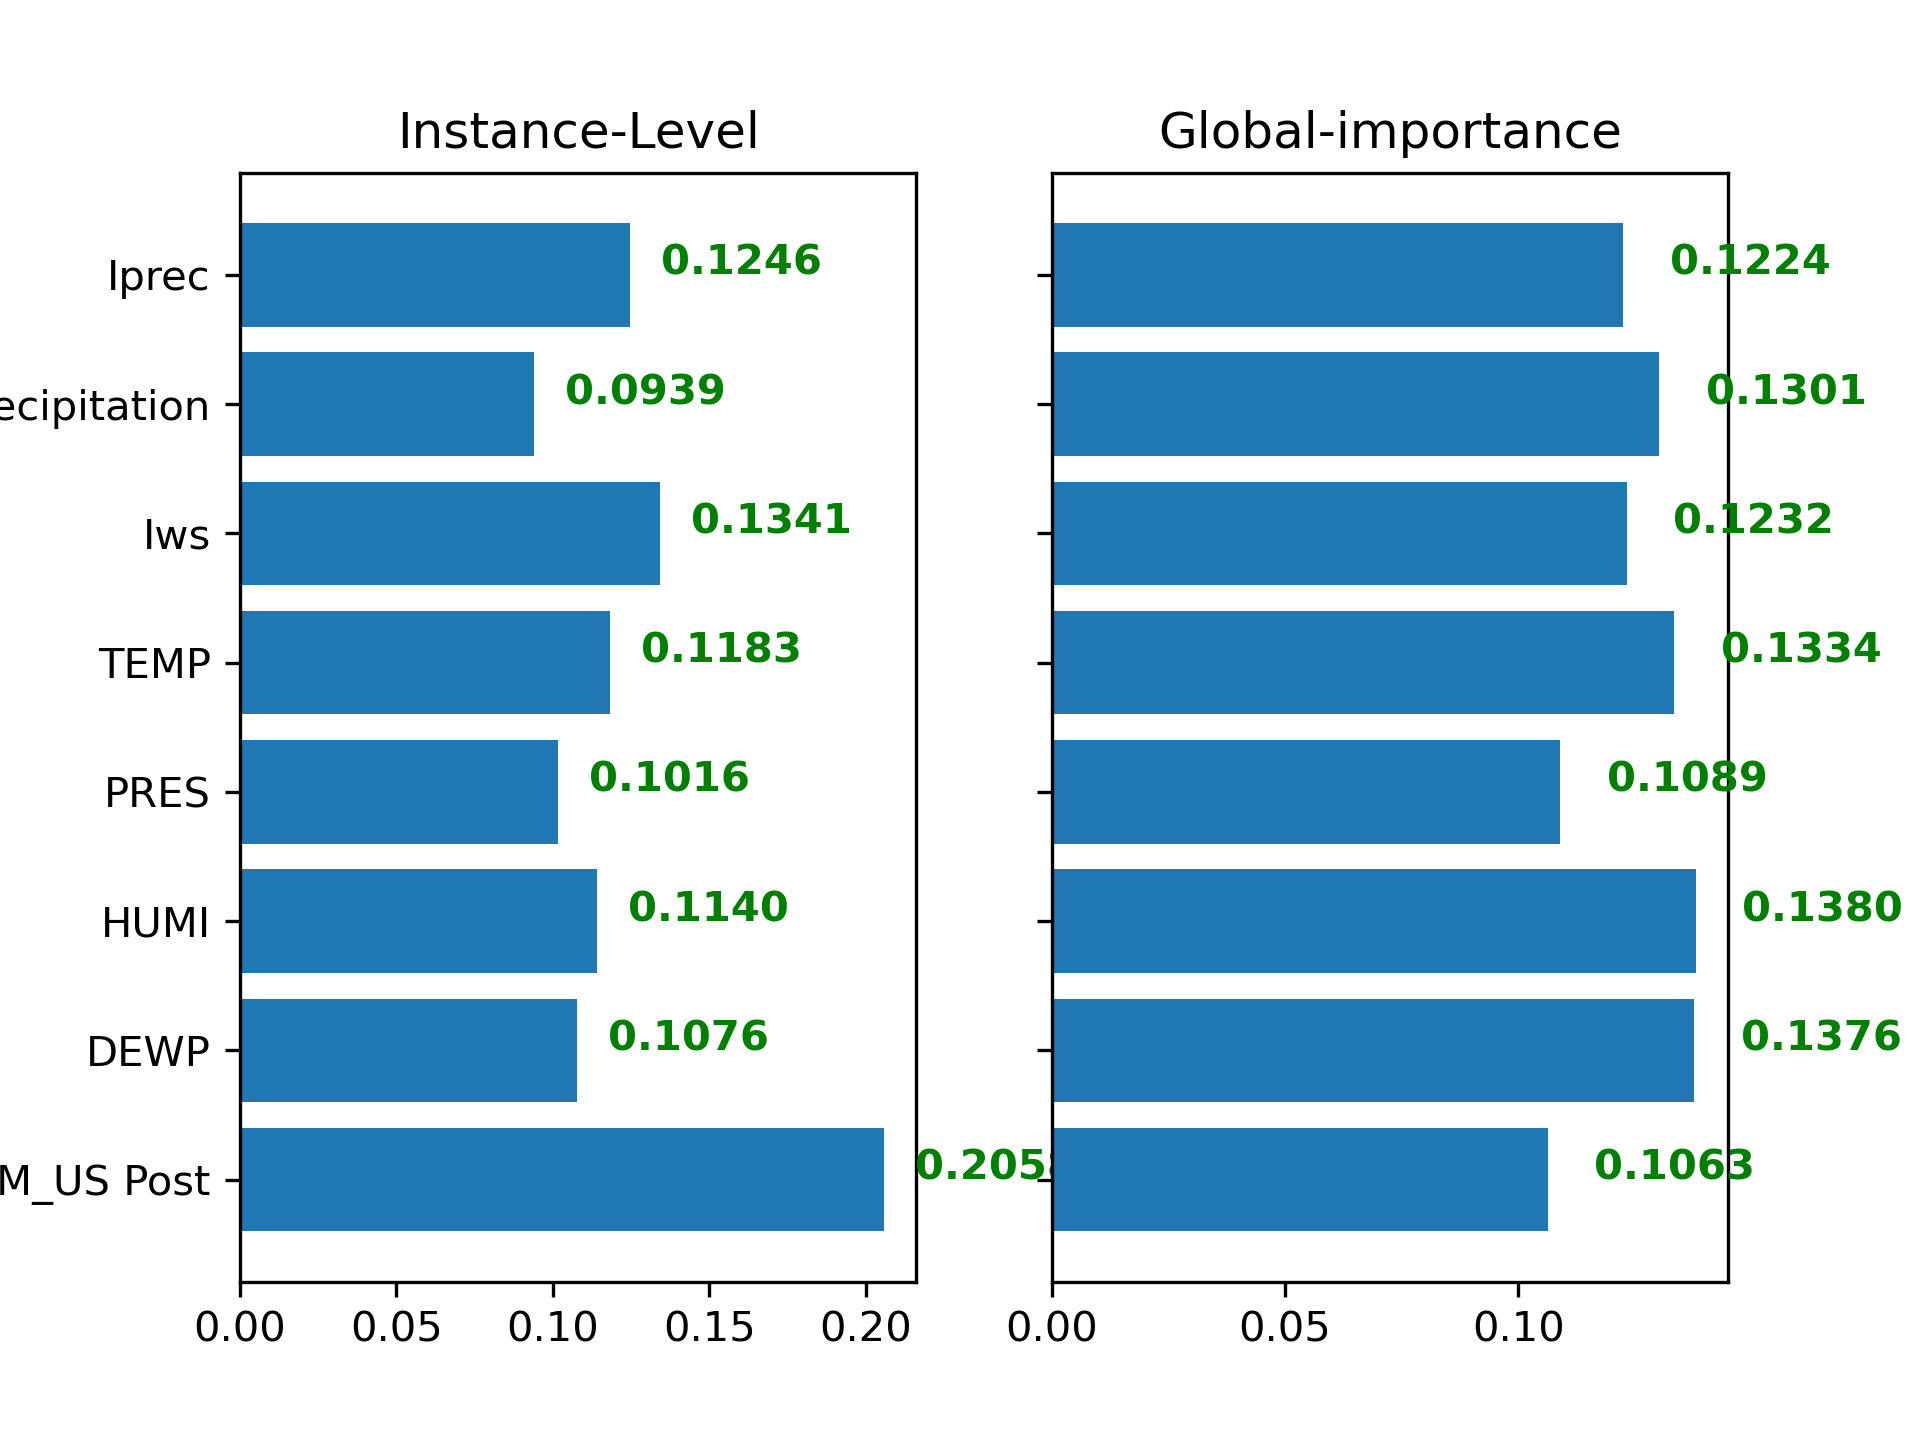 Instance-Level
Iprec
ecipitation
Iws
TEMP
PRES
HUMI
DEWP
M_US Post
0.1246
0.0939
0.1341
0.1183
0.1016
0.1140
0.1076
0.205
0.00 0.05 0.10 0.15 0.20
Global-importance
0.1224
0.1301
0.1232
0.1334
0.1089
0.1380
0.1376
0.1063
0.00 0.05 0.10